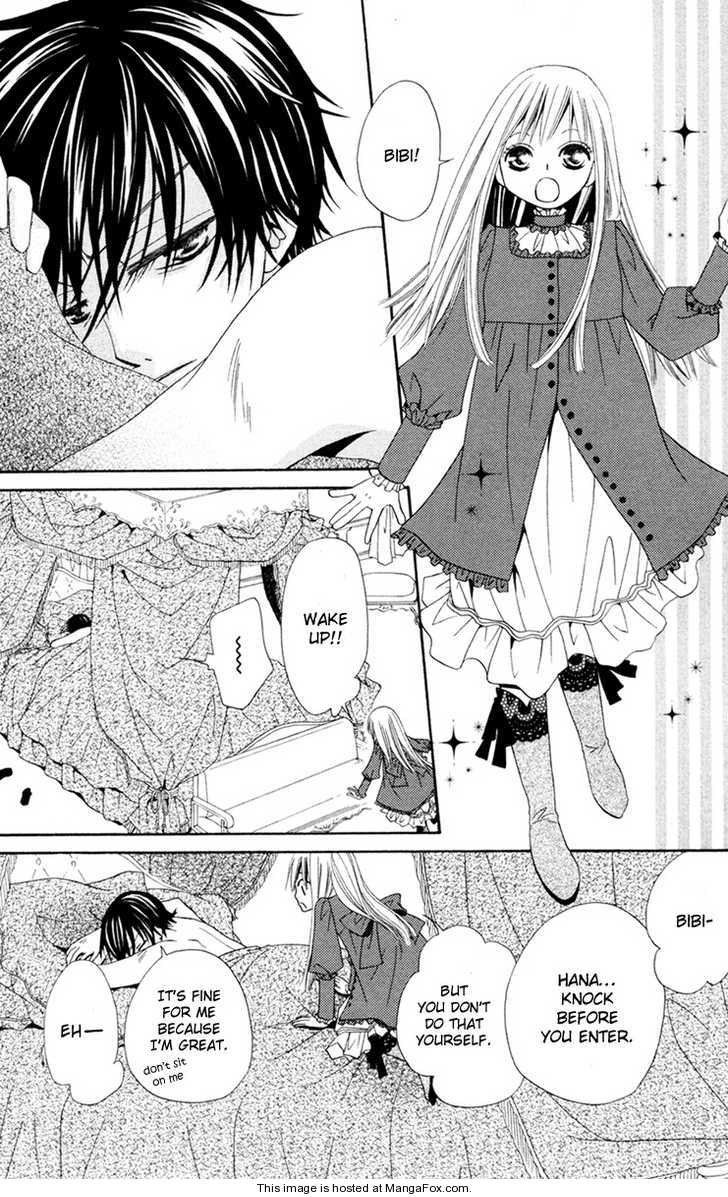 BIBI!
WAKE
UP!!
BIBI-
HANA...
KNOCK
BEFORE
YOU ENTER.
BUT
YOU DON'T
DO THAT
YOURSELF.
IT'S FINE
FOR ME
BECAUSE
I'M GREAT.
don't sit
on me
EH—
This image is hosted at MangaFox.com.